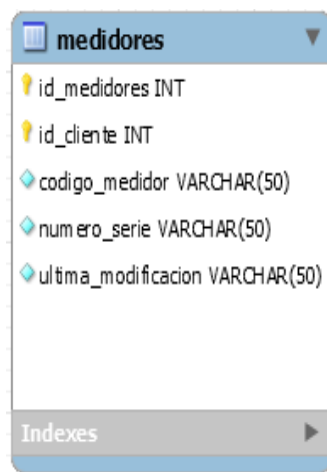 medidores
id_medidores INT
id_cliente INT
codigo_medidor VARCHAR(50)
numero_serie VARCHAR(50)
ultima_modificacion VARCHAR(50)
Indexes